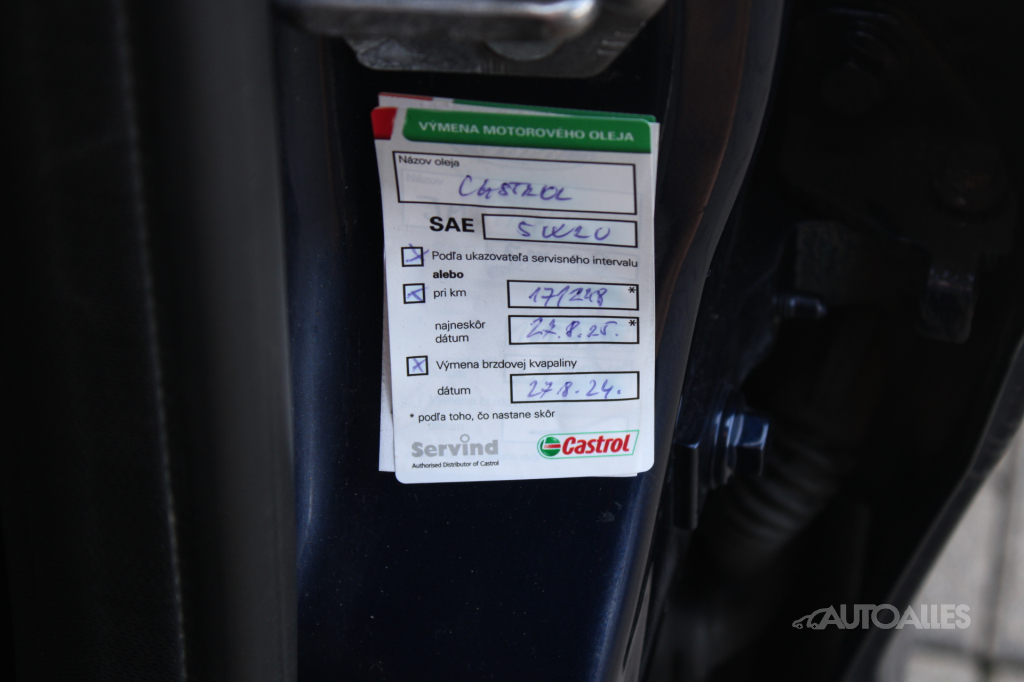 VÝMENA MOTOROVÉHO OLEJA
Názov oleja
CASTROL
SAE 5W20
Podľa ukazovateľa servisného intervalu
alebo
pri km 171248 *
najneskôr dátum 27.8.25. *
Výmena brzdovej kvapaliny
dátum 27.8.24.
* podľa toho, čo nastane skôr
Servind Castrol
Authorised Distributor of Castrol
AUTOALLES